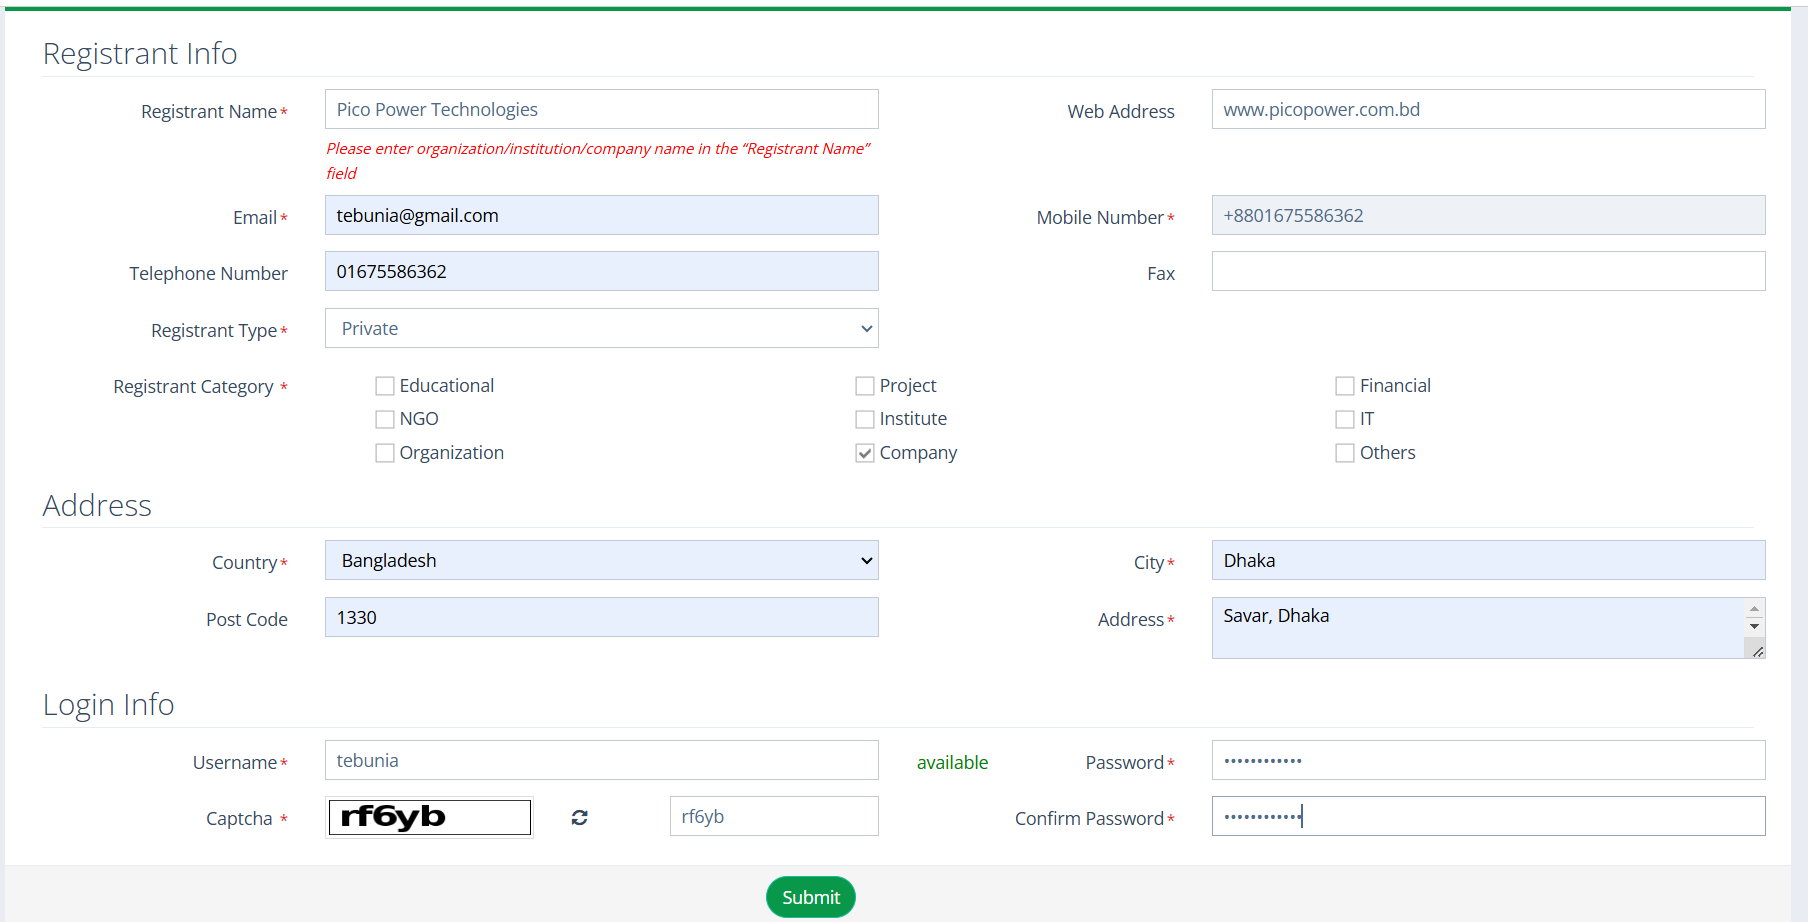 Registrant Info
Registrant Name * Pico Power Technologies Web Address www.picopower.com.bd
Please enter organization/institution/company name in the “Registrant Name”
field
Email * tebunia@gmail.com Mobile Number * +8801675586362
Telephone Number 01675586362 Fax
Registrant Type * Private
Registrant Category * Educational Project Financial
NGO Institute IT
Organization Company Others
Address
Country * Bangladesh City * Dhaka
Post Code 1330 Address * Savar, Dhaka
Login Info
Username * tebunia available Password * ••••••••••••
Captcha * rf6yb rf6yb Confirm Password * ••••••••••••
Submit